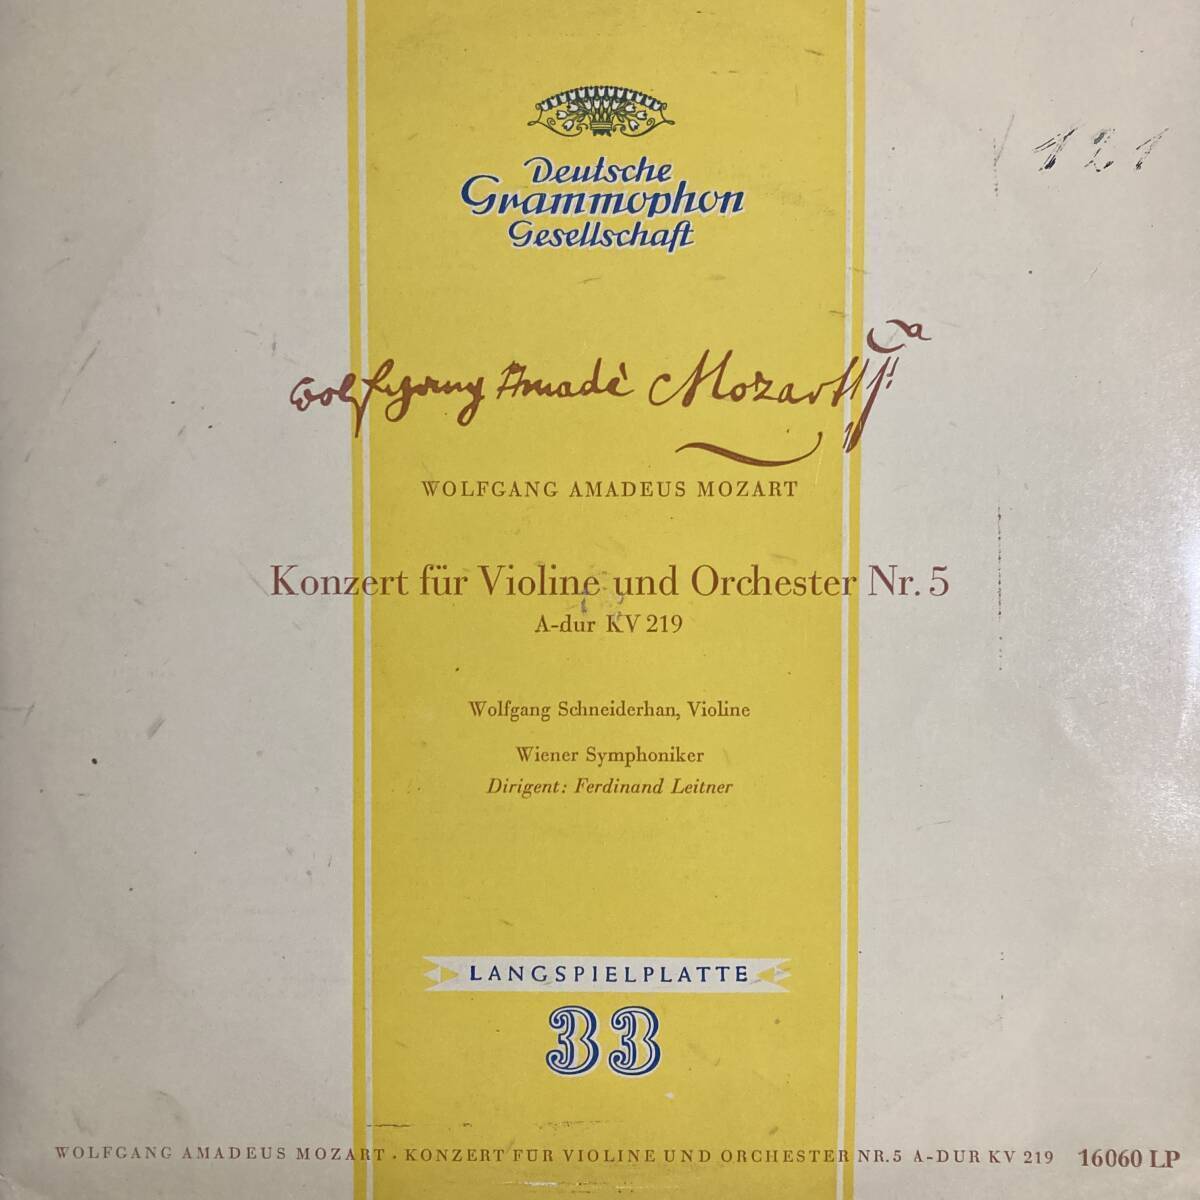 121
Deutsche
Grammophon
Gesellschaft
Wolfgang Amadè Mozart
WOLFGANG AMADEUS MOZART
Konzert für Violine und Orchester Nr. 5
A-dur KV 219
Wolfgang Schneiderhan, Violine
Wiener Symphoniker
Dirigent: Ferdinand Leitner
LANGSPIELPLATTE
33
WOLFGANG AMADEUS MOZART · KONZERT FÜR VIOLINE UND ORCHESTER NR. 5 A-DUR KV 219 16060 LP